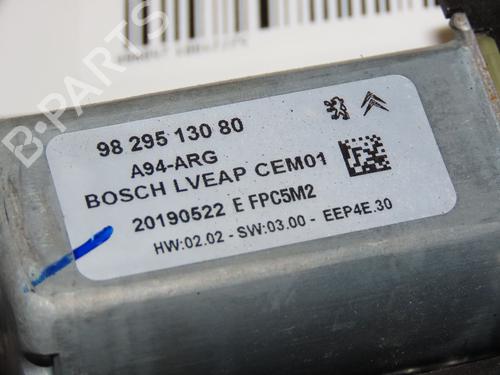 B-PARTS
98 295 130 80
A94-ARG
BOSCH LVEAP CEM01
20190522 E FPC5M2
HW:02.02 - SW:03.00 - EEP4E.30